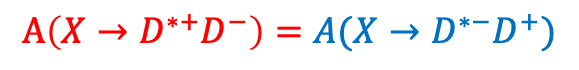 A(X → D*⁺D⁻) = A(X → D*⁻D⁺)